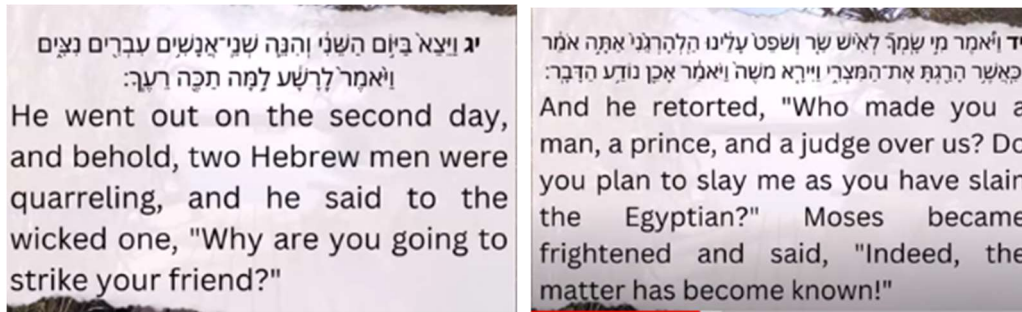 יג וַיֵּצֵא֙ בַּיּ֣וֹם הַשֵּׁנִ֔י וְהִנֵּ֛ה שְׁנֵֽי־אֲנָשִׁ֥ים עִבְרִ֖ים נִצִּ֑ים
וַיֹּ֙אמֶר֙ לָֽרָשָׁ֔ע לָ֥מָּה תַכֶּ֖ה רֵעֶֽךָ׃
He went out on the second day,
and behold, two Hebrew men were
quarreling, and he said to the
wicked one, "Why are you going to
strike your friend?"
יד וַ֠יֹּ֠אמֶר מִ֣י שָֽׂמְךָ֞ לְאִ֨ישׁ שַׂ֤ר וְשֹׁפֵט֙ עָלֵ֔ינוּ הַלְהָרְגֵ֙נִי֙ אַתָּ֣ה אֹמֵ֔ר
כַּאֲשֶׁ֥ר הָרַ֖גְתָּ אֶת־הַמִּצְרִ֑י וַיִּירָ֤א מֹשֶׁה֙ וַיֹּאמַ֔ר אָכֵ֖ן נוֹדַ֥ע הַדָּבָֽר׃
And he retorted, "Who made you a
man, a prince, and a judge over us? Do
you plan to slay me as you have slain
the Egyptian?" Moses became
frightened and said, "Indeed, the
matter has become known!"